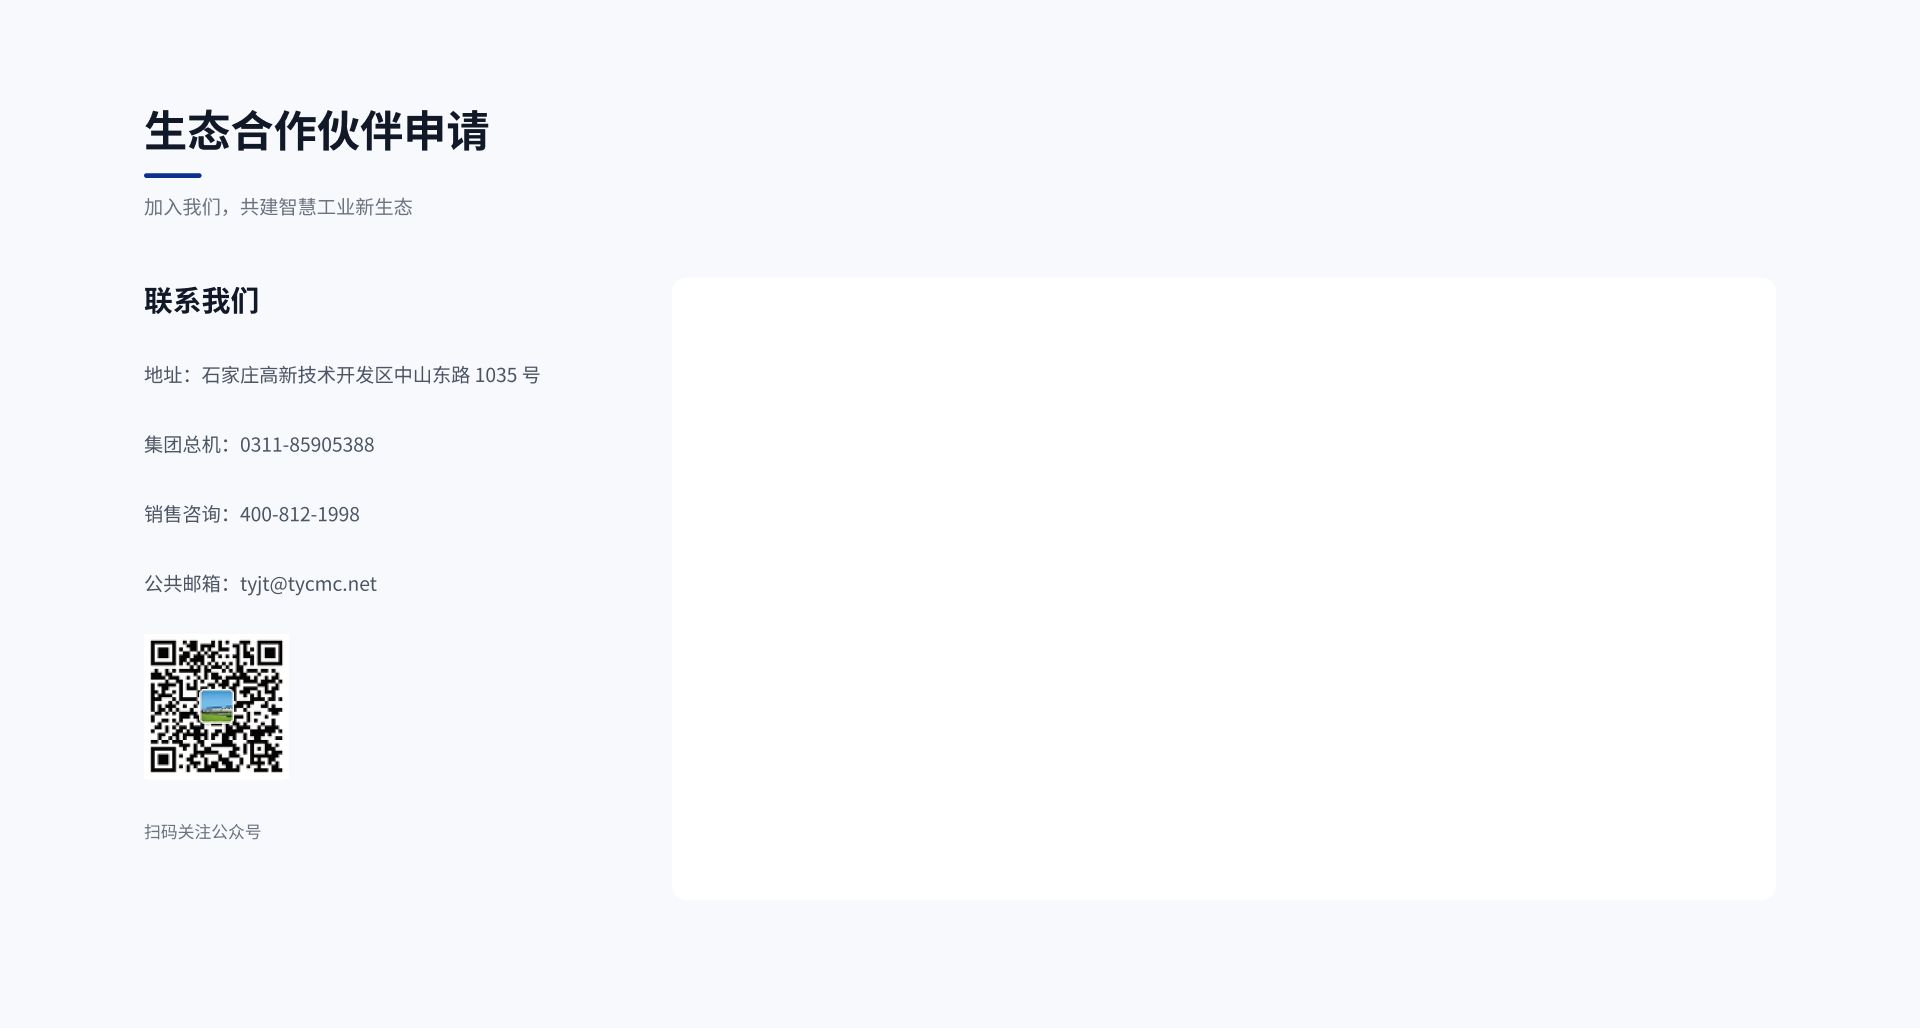 生态合作伙伴申请
加入我们，共建智慧工业新生态
联系我们
地址：石家庄高新技术开发区中山东路 1035 号
集团总机：0311-85905388
销售咨询：400-812-1998
公共邮箱：tyjt@tycmc.net
扫码关注公众号